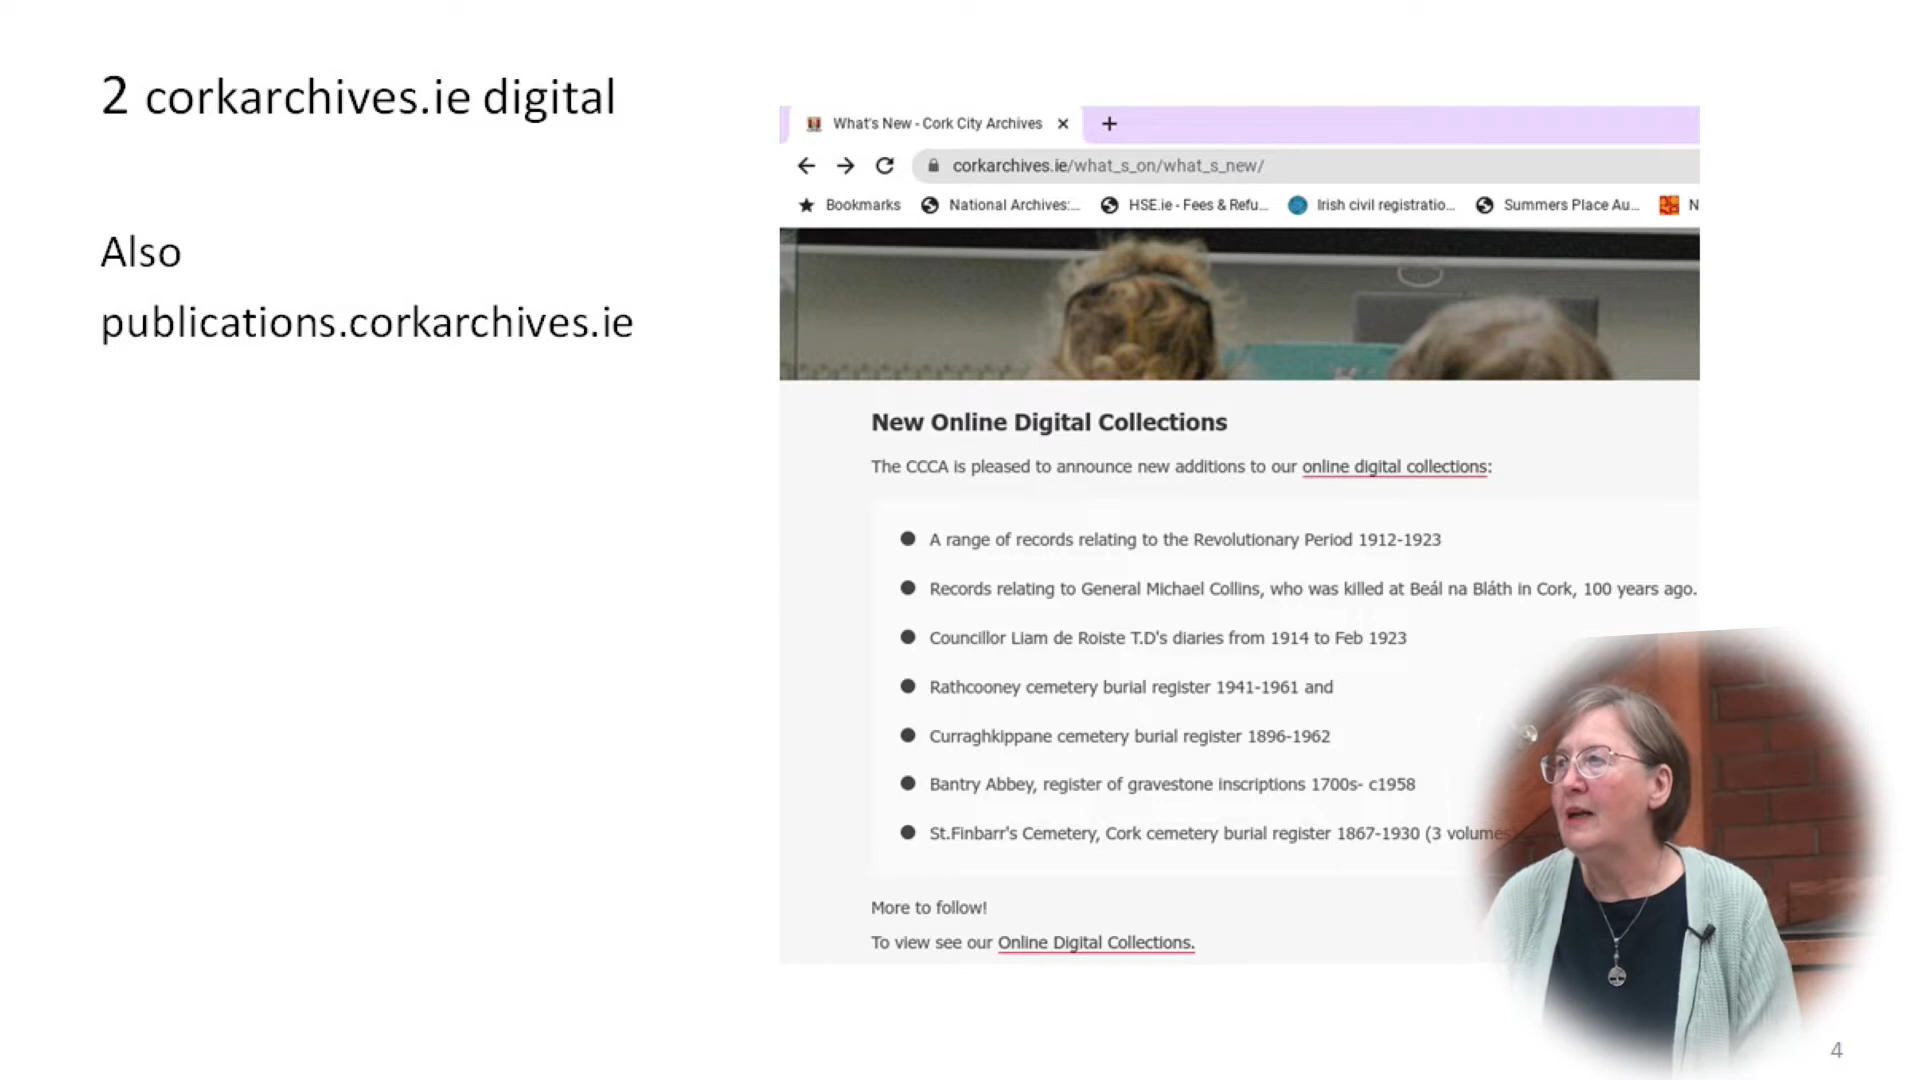 2 corkarchives.ie digital
Also
publications.corkarchives.ie
What's New - Cork City Archives
corkarchives.ie/what_s_on/what_s_new/
Bookmarks National Archives:... HSE.ie - Fees & Refu... Irish civil registratio... Summers Place Au... N
New Online Digital Collections
The CCCA is pleased to announce new additions to our online digital collections:
A range of records relating to the Revolutionary Period 1912-1923
Records relating to General Michael Collins, who was killed at Beál na Bláth in Cork, 100 years ago.
Councillor Liam de Roiste T.D's diaries from 1914 to Feb 1923
Rathcooney cemetery burial register 1941-1961 and
Curraghkippane cemetery burial register 1896-1962
Bantry Abbey, register of gravestone inscriptions 1700s- c1958
St.Finbarr's Cemetery, Cork cemetery burial register 1867-1930 (3 volumes
More to follow!
To view see our Online Digital Collections.
4